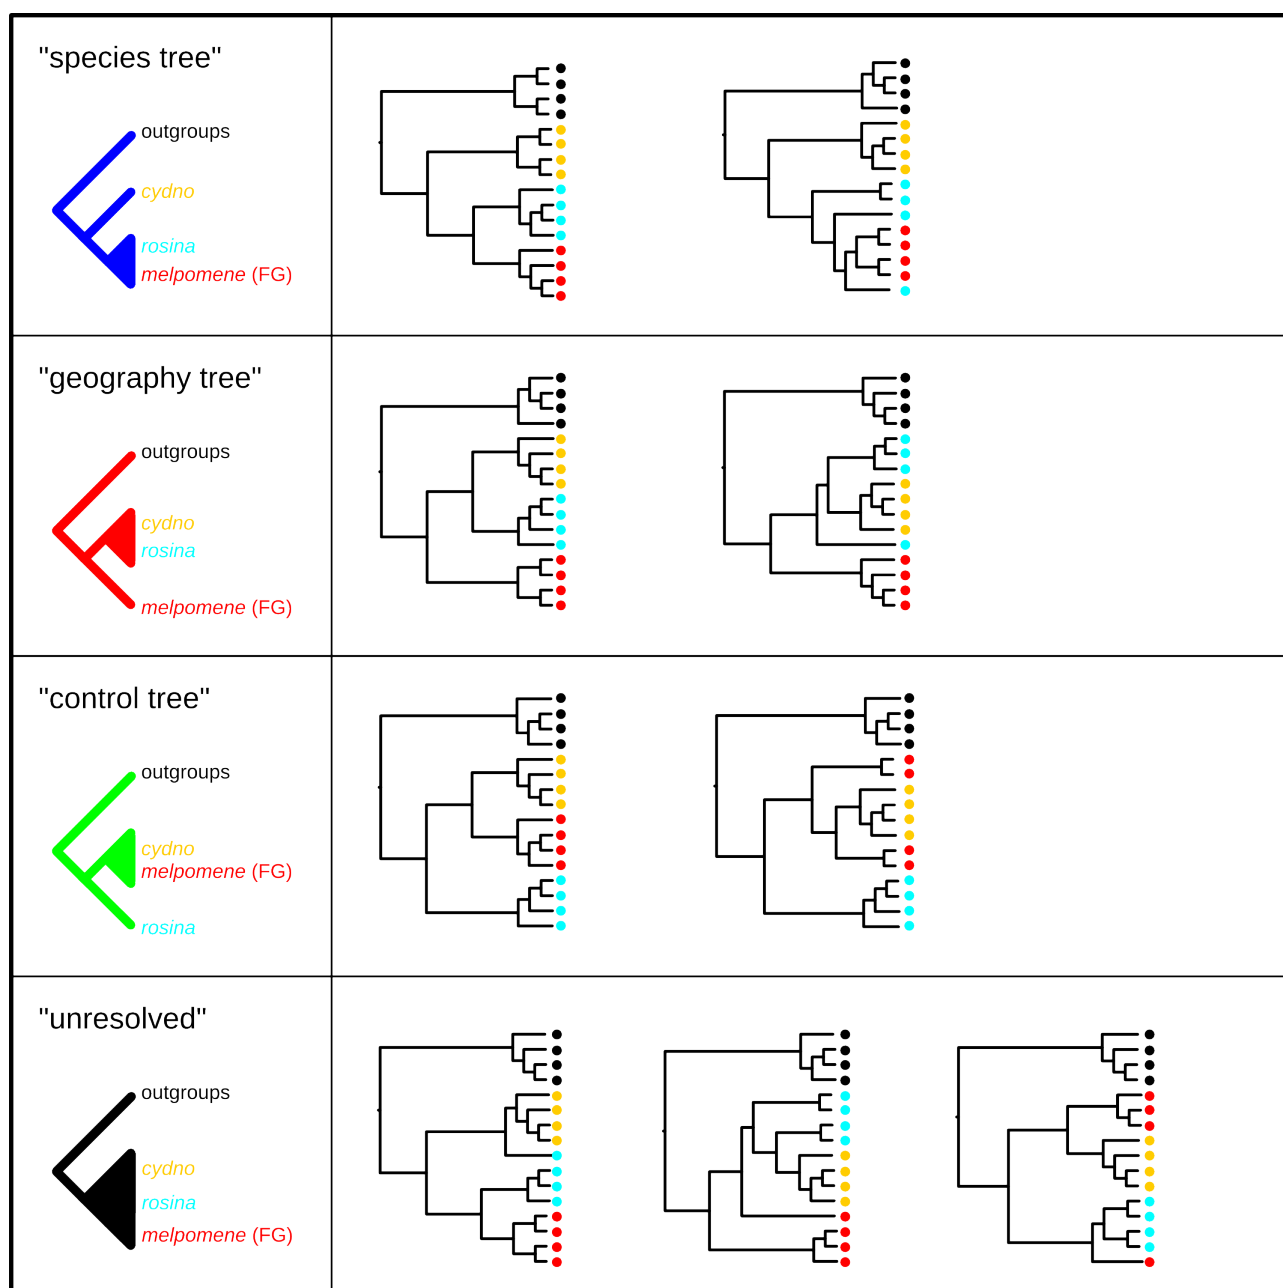 "species tree"
outgroups
cydno
rosina
melpomene (FG)
"geography tree"
outgroups
cydno
rosina
melpomene (FG)
"control tree"
outgroups
cydno
melpomene (FG)
rosina
"unresolved"
outgroups
cydno
rosina
melpomene (FG)